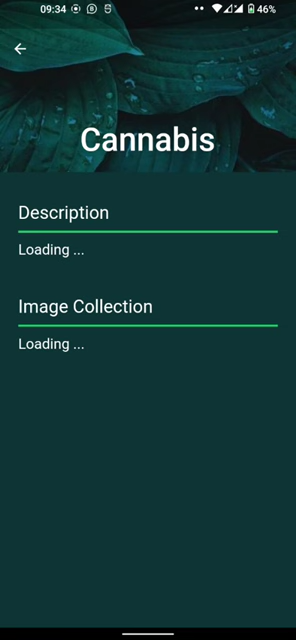 09:34
46%
Cannabis
Description
Loading ...
Image Collection
Loading ...